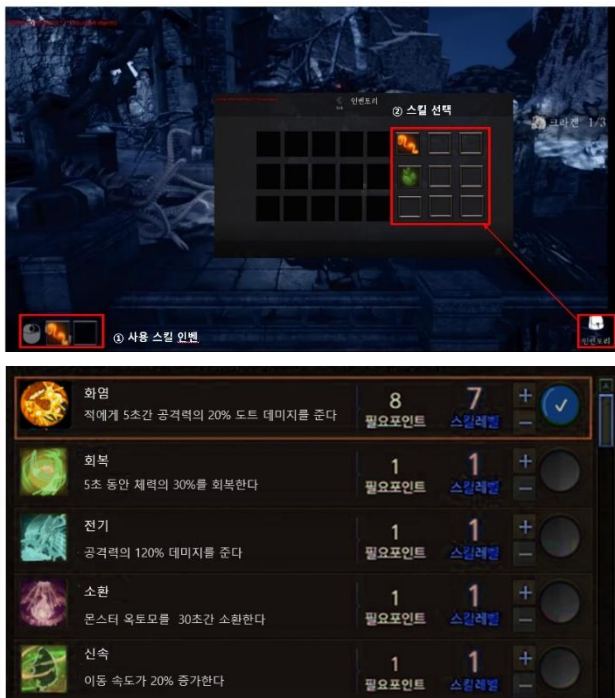 인벤토리
② 스킬 선택
크라켄 1/3
① 사용 스킬 인벤
인벤토리
화염
적에게 5초간 공격력의 20% 도트 데미지를 준다
8
필요포인트
7
스킬레벨
회복
5초 동안 체력의 30%를 회복한다
1
필요포인트
1
스킬레벨
전기
공격력의 120% 데미지를 준다
1
필요포인트
1
스킬레벨
소환
몬스터 옥토모를 30초간 소환한다
1
필요포인트
1
스킬레벨
신속
이동 속도가 20% 증가한다
1
필요포인트
1
스킬레벨